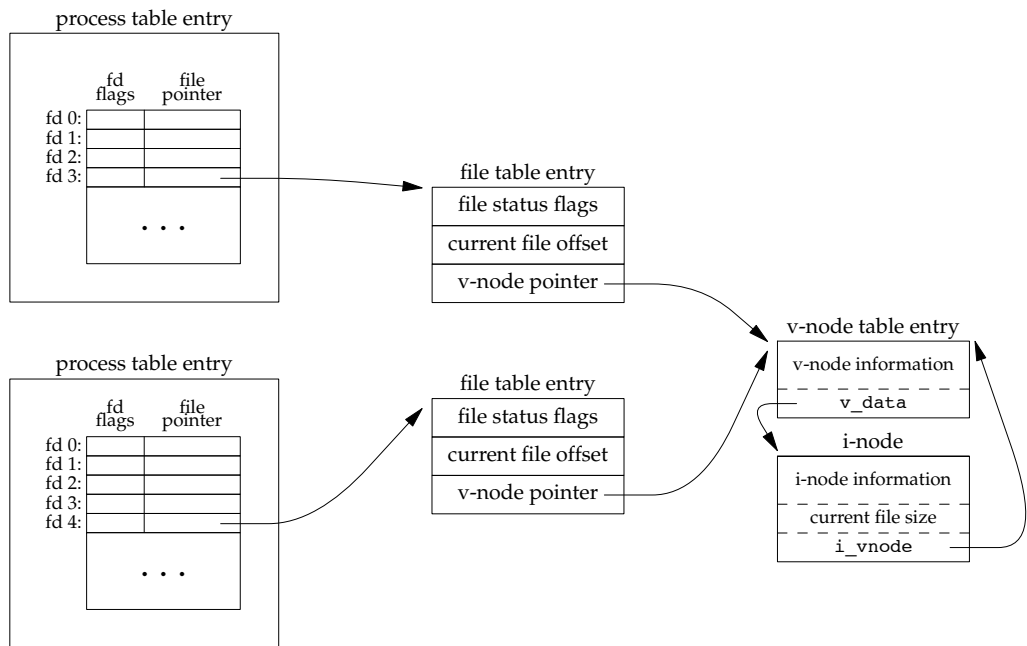 process table entry
fd flags
file pointer
fd 0:
fd 1:
fd 2:
fd 3:
. . .
file table entry
file status flags
current file offset
v-node pointer
process table entry
fd flags
file pointer
fd 0:
fd 1:
fd 2:
fd 3:
fd 4:
. . .
file table entry
file status flags
current file offset
v-node pointer
v-node table entry
v-node information
v_data
i-node
i-node information
current file size
i_vnode